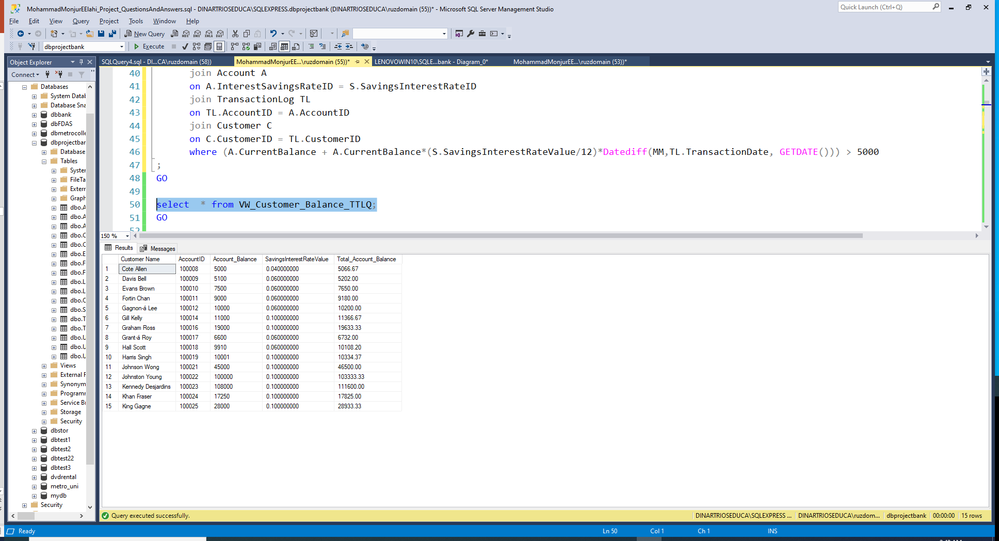 MohammadMonjurEElahi_Project_QuestionsAndAnswers.sql - DINARTRIOSEDUCA\SQLEXPRESS.dbprojectbank (DINARTRIOSEDUCA\ruzdomain (55))* - Microsoft SQL Server Management Studio
Quick Launch (Ctrl+Q)
File Edit View Query Project Tools Window Help
New Query MDX DMX XMLA DAX
dbprojectbank Execute
Object Explorer
Connect
Databases
System Datal
Database Sna
dbbank
dbFDAS
dbmetrocolle
dbprojectbar
Database
Tables
System
FileTa
Extern
Graph
dbo.A
dbo.A
dbo.A
dbo.C
dbo.C
dbo.E
dbo.F
dbo.F
dbo.L
dbo.L
dbo.C
dbo.S
dbo.T
dbo.T
dbo.U
dbo.U
dbo.U
Views
External F
Synonym
Programm
Service Br
Storage
Security
dbstor
dbtest1
dbtest2
dbtest22
dbtest3
dvdrental
metro_uni
mydb
Security
SQLQuery4.sql - DI...CA\ruzdomain (58)) MohammadMonjurEE...\ruzdomain (55))* LENOVOWIN10\SQLE...bank - Diagram_0* MohammadMonjurEE...\ruzdomain (53))*
40 join Account A
41 on A.InterestSavingsRateID = S.SavingsInterestRateID
42 join TransactionLog TL
43 on TL.AccountID = A.AccountID
44 join Customer C
45 on C.CustomerID = TL.CustomerID
46 where (A.CurrentBalance + A.CurrentBalance*(S.SavingsInterestRateValue/12)*Datediff(MM,TL.TransactionDate, GETDATE())) > 5000
47 ;
48 GO
49
50 select * from VW_Customer_Balance_TTLQ;
51 GO
52
150 %
Results Messages
Customer Name AccountID Account_Balance SavingsInterestRateValue Total_Account_Balance
1 Cote Allen 100008 5000 0.040000000 5066.67
2 Davis Bell 100009 5100 0.060000000 5202.00
3 Evans Brown 100010 7500 0.060000000 7650.00
4 Fortin Chan 100011 9000 0.060000000 9180.00
5 Gagnon-á Lee 100012 10000 0.060000000 10200.00
6 Gill Kelly 100014 11000 0.100000000 11366.67
7 Graham Ross 100016 19000 0.100000000 19633.33
8 Grant-á Roy 100017 6600 0.060000000 6732.00
9 Hall Scott 100018 9910 0.060000000 10108.20
10 Harris Singh 100019 10001 0.100000000 10334.37
11 Johnson Wong 100021 45000 0.100000000 46500.00
12 Johnston Young 100022 100000 0.100000000 103333.33
13 Kennedy Desjardins 100023 108000 0.100000000 111600.00
14 Khan Fraser 100024 17250 0.100000000 17825.00
15 King Gagne 100025 28000 0.100000000 28933.33
Query executed successfully. DINARTRIOSEDUCA\SQLEXPRESS ... DINARTRIOSEDUCA\ruzdom... dbprojectbank 00:00:00 15 rows
Ready Ln 50 Col 1 Ch 1 INS